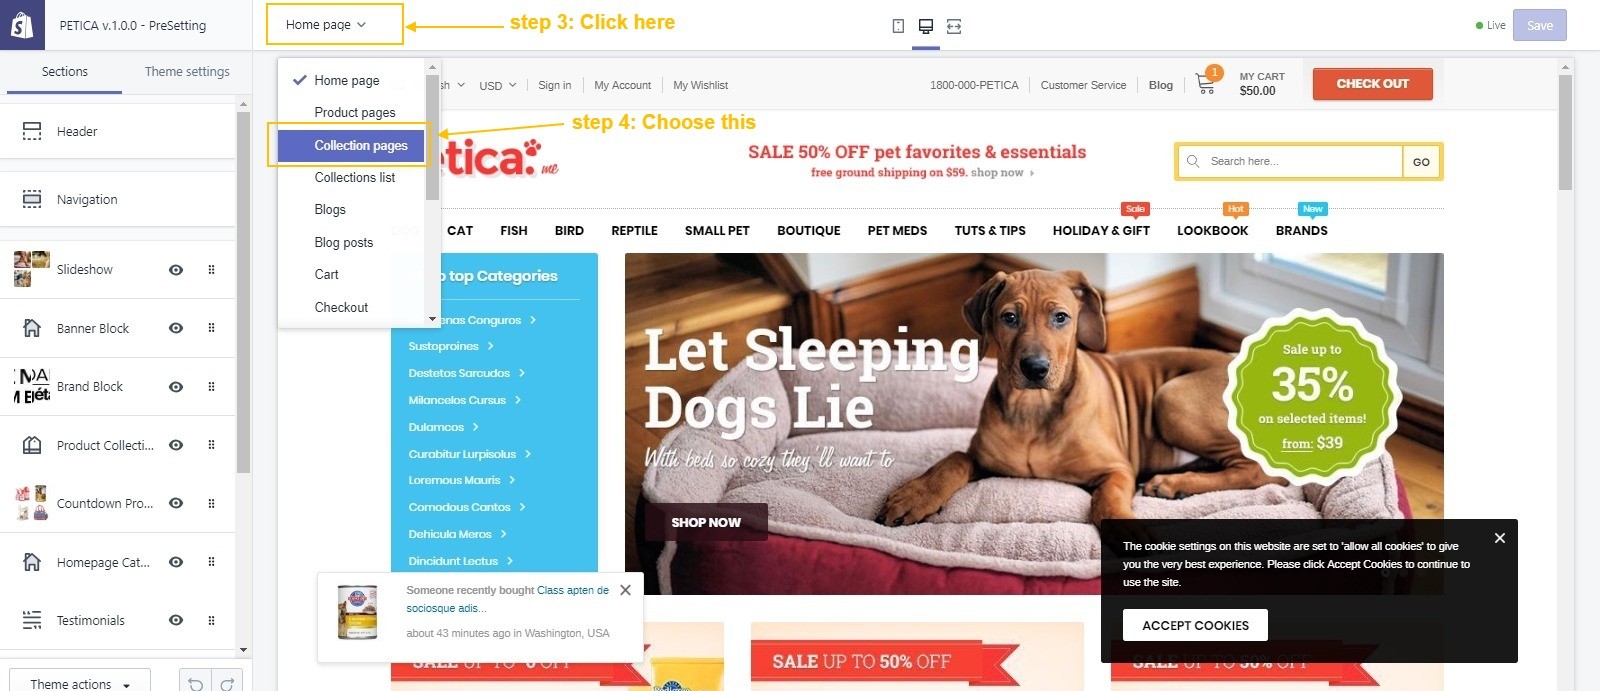 PETICA v.1.0.0 - PreSetting
Home page
step 3: Click here
Live
Save
Sections
Theme settings
Header
Navigation
Slideshow
Banner Block
Brand Block
Product Collecti...
Countdown Pro...
Homepage Cat...
Testimonials
Theme actions
Home page
Product pages
Collection pages
Collections list
Blogs
Blog posts
Cart
Checkout
step 4: Choose this
sh
USD
Sign in
My Account
My Wishlist
1800-000-PETICA
Customer Service
Blog
1
MY CART
$50.00
CHECK OUT
etica.me
SALE 50% OFF pet favorites & essentials
free ground shipping on $59. shop now
Search here...
GO
Sale
Hot
New
CAT FISH BIRD REPTILE SMALL PET BOUTIQUE PET MEDS TUTS & TIPS HOLIDAY & GIFT LOOKBOOK BRANDS
top Categories
enas Conguros
Sustoproines
Destetos Sarcudos
Milancelos Cursus
Dulamcos
Curabitur Lurpisolus
Loremous Mauris
Comodous Cantos
Dehicula Meros
Dincidunt Lectus
Let Sleeping
Dogs Lie
With beds so cozy they'll want to
SHOP NOW
Sale up to
35%
on selected items!
from: $39
The cookie settings on this website are set to 'allow all cookies' to give
you the very best experience. Please click Accept Cookies to continue to
use the site.
ACCEPT COOKIES
Someone recently bought Class apten de
sociosque adis...
about 43 minutes ago in Washington, USA
SALE UP TO 50% OFF